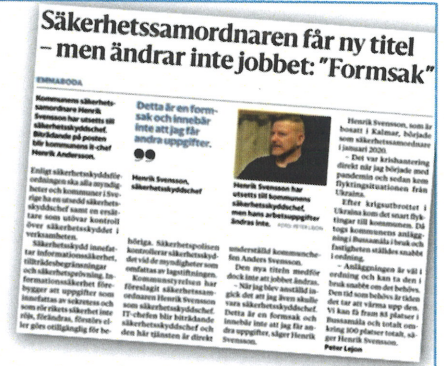 Säkerhetssamordnaren får ny titel
– men ändrar inte jobbet: "Formsak"
EMMABODA
Kommunens säkerhets-
samordnare Henrik
Svensson har utsetts till
säkerhetsskyddschef.
Biträdande på posten
blir kommunens it-chef
Henrik Andersson.
Enligt säkerhetsskyddsför-
ordningen ska alla myndig-
heter och kommuner i Sve-
rige ha en utsedd säkerhets-
skyddschef samt en ersät-
tare som utövar kontroll
över säkerhetsskyddet i
verksamheten.
Säkerhetsskydd innefat-
tar informationssäkerhet,
tillträdesbegränsningar
och säkerhetsprövning. In-
formationssäkerhet före-
bygger att uppgifter som
innefattas av sekretess och
som rör rikets säkerhet inte
röjs, förändras, förstörs el-
ler görs otillgänglig för be-
Detta är en form-
sak och innebär
inte att jag får
andra uppgifter.
Henrik Svensson,
säkerhetsskyddschef
höriga. Säkerhetspolisen
kontrollerar säkerhetsskyd-
det vid de myndigheter som
omfattas av lagstiftningen.
Kommunstyrelsen har
föreslagit säkerhetssam-
ordnaren Henrik Svensson
som säkerhetsskyddschef.
IT-chefen blir biträdande
säkerhetsskyddschef och
den här tjänsten är direkt
Henrik Svensson har
utsetts till kommunens
säkerhetsskyddschef,
men hans arbetsuppgifter
ändras inte. FOTO: PETER LEJON
underställd kommunche-
fen Anders Svensson.
Den nya titeln medför
dock inte att jobbet ändras.
– När jag blev anställd in-
gick det att jag även skulle
vara säkerhetsskyddschef.
Detta är en formsak och
innebär inte att jag får an-
dra uppgifter, säger Henrik
Svensson.
Henrik Svensson, som är
bosatt i Kalmar, började
som säkerhetssamordnare
i januari 2020.
– Det var krishantering
direkt när jag började med
pandemin och sedan kom
flyktingsituationen från
Ukraina.
Efter krigsutbrottet i
Ukraina kom det snart flyk-
tingar till kommunen. Då
togs kommunens anlägg-
ning i Bussamåla i bruk och
fastigheten ställdes snabbt
i ordning.
– Anläggningen är väl i
ordning och kan ta den i
bruk snabbt om det behövs.
En röd som behövs är tiden
det tar att värma upp den.
Vi kan få fram 83 platser i
Bussamåla och totalt om-
kring 100 platser totalt, sä-
ger Henrik Svensson.
Peter Lejon